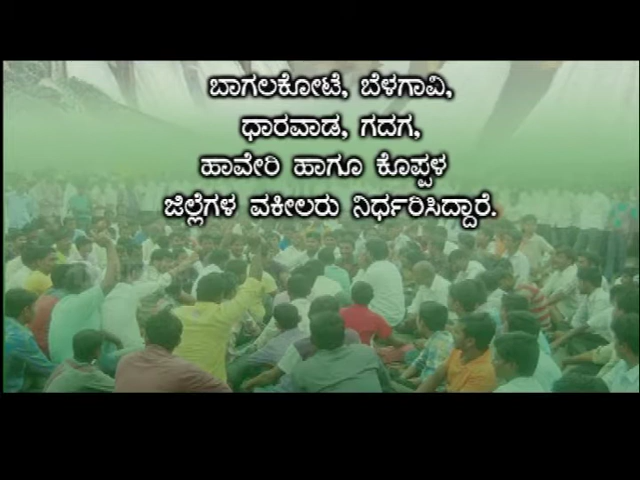 ಬಾಗಲಕೋಟೆ, ಬೆಳಗಾವಿ,
ಧಾರವಾಡ, ಗದಗ,
ಹಾವೇರಿ ಹಾಗೂ ಕೊಪ್ಪಳ
ಜಿಲ್ಲೆಗಳ ವಕೀಲರು ನಿರ್ಧರಿಸಿದ್ದಾರೆ.